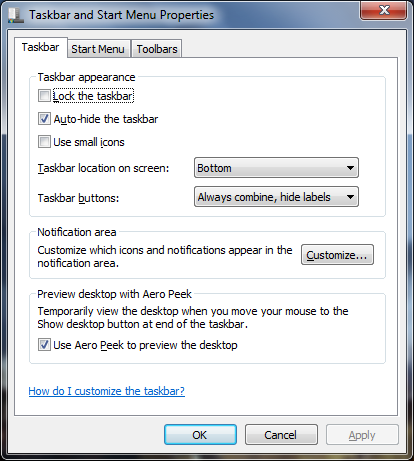 Taskbar and Start Menu Properties
Taskbar
Start Menu
Toolbars
Taskbar appearance
Lock the taskbar
Auto-hide the taskbar
Use small icons
Taskbar location on screen:
Bottom
Taskbar buttons:
Always combine, hide labels
Notification area
Customize which icons and notifications appear in the
notification area.
Customize...
Preview desktop with Aero Peek
Temporarily view the desktop when you move your mouse to the
Show desktop button at end of the taskbar.
Use Aero Peek to preview the desktop
How do I customize the taskbar?
OK
Cancel
Apply